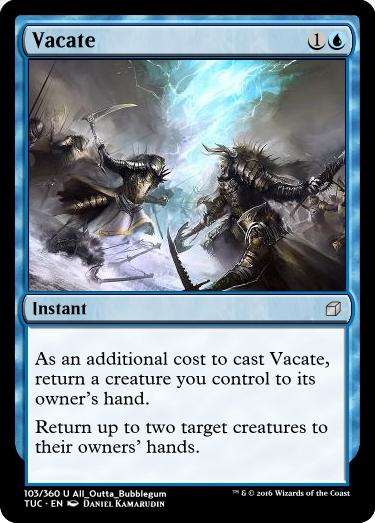 Vacate 1
Instant
As an additional cost to cast Vacate,
return a creature you control to its
owner's hand.
Return up to two target creatures to
their owners' hands.
103/360 U All_Outta_Bubblegum
TUC · EN Daniel Kamarudin
™ & © 2016 Wizards of the Coast